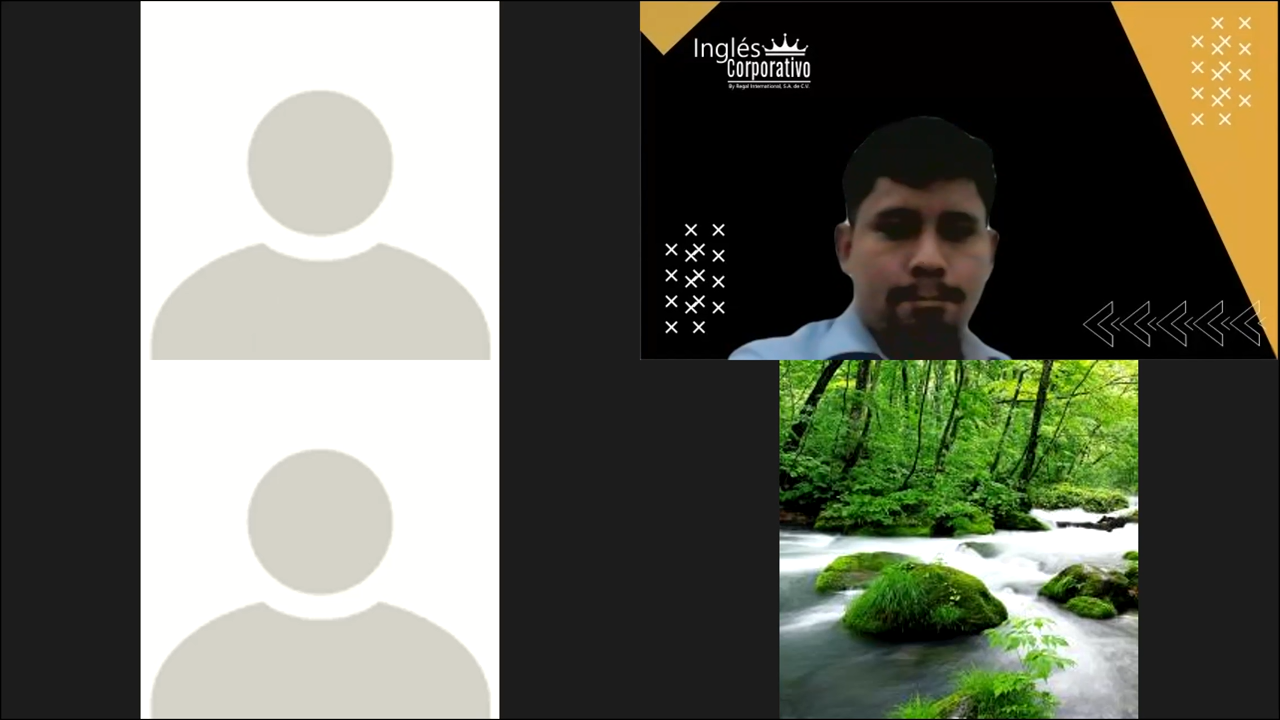 Inglés
Corporativo
By Regal International, S.A. de C.V.